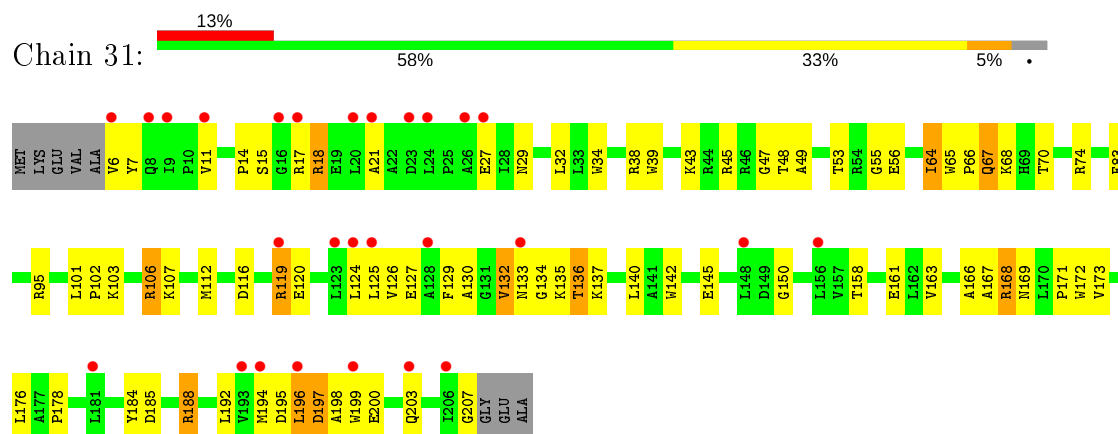 13%
Chain 31:
58% 33% 5% •
MET LYS GLU VAL ALA V6 Y7 Q8 I9 P10 V11 P14 S15 G16 R17 R18 E19 L20 A21 A22 D23 L24 P25 A26 E27 I28 N29 L32 L33 W34 R38 W39 K43 R44 R45 R46 G47 T48 A49 T53 R54 G55 E56 I64 W65 P66 Q67 K68 H69 T70 R74
R95 L101 P102 K103 R106 K107 M112 D116 R119 E120 L123 L124 L125 V126 E127 A128 F129 A130 G131 V132 N133 G134 K135 T136 K137 L140 A141 W142 E145 L148 D149 G150 L156 V157 T158 E161 L162 V163 A166 A167 R168 N169 L170 P171 W172 V173
L176 A177 P178 L181 Y184 D185 R188 L192 V193 M194 D195 L196 D197 A198 W199 E200 Q203 I206 G207 GLY GLU ALA